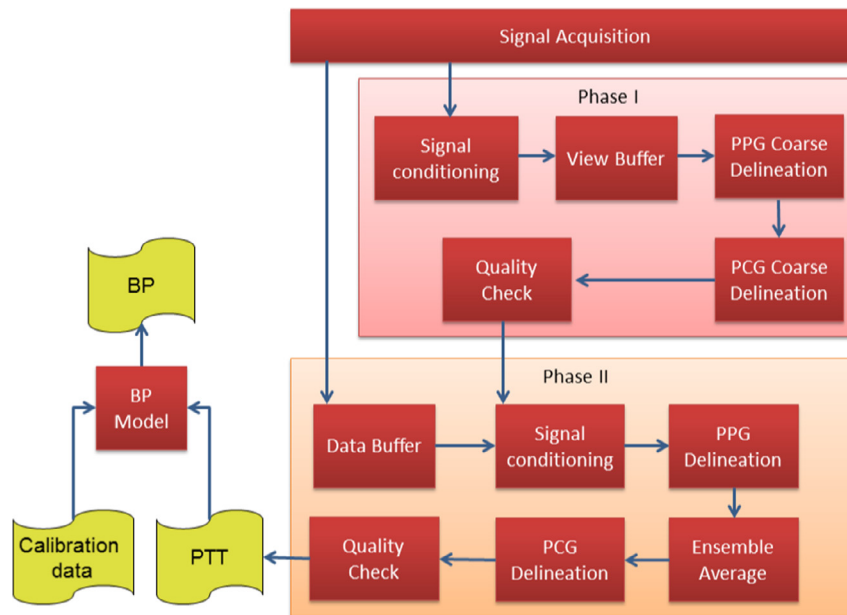 Signal Acquisition
Phase I
Signal
conditioning
View Buffer
PPG Coarse
Delineation
Quality
Check
PCG Coarse
Delineation
BP
BP
Model
Calibration
data
PTT
Phase II
Data Buffer
Signal
conditioning
PPG
Delineation
Quality
Check
PCG
Delineation
Ensemble
Average